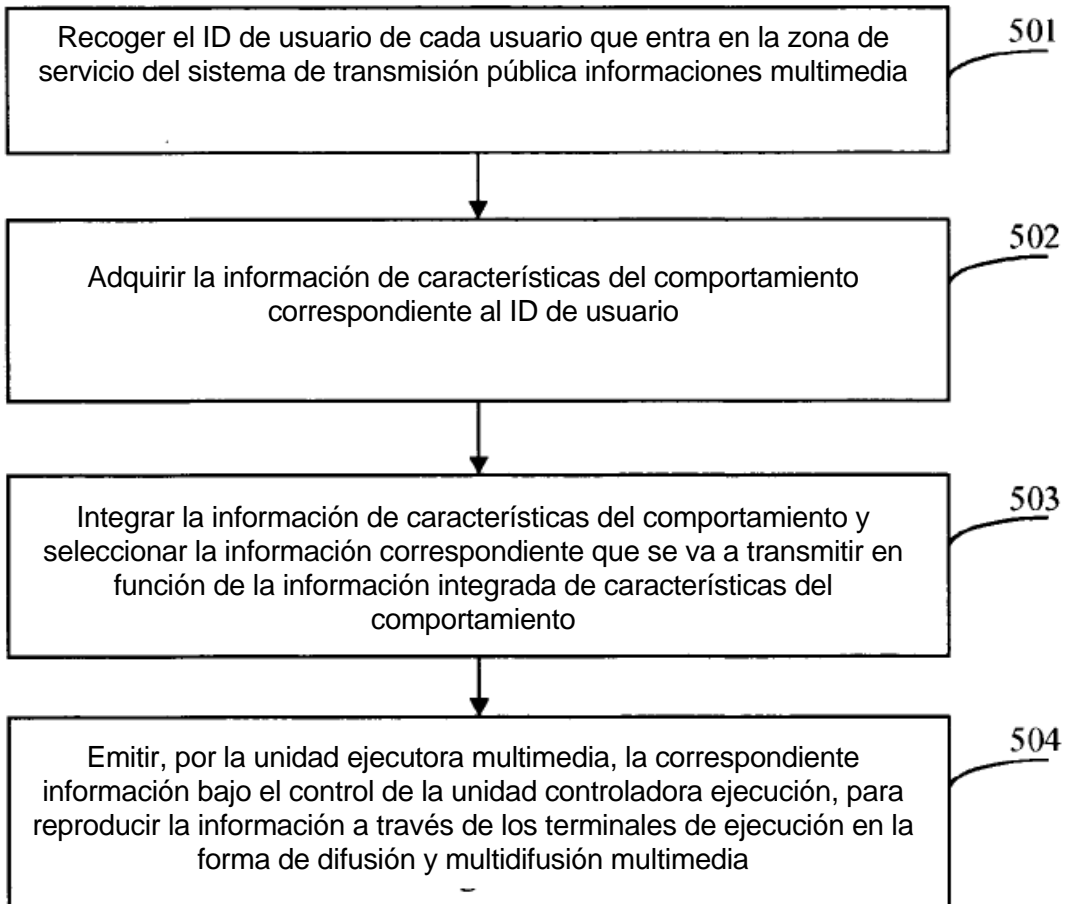 Recoger el ID de usuario de cada usuario que entra en la zona de
servicio del sistema de transmisión pública informaciones multimedia
501
Adquirir la información de características del comportamiento
correspondiente al ID de usuario
502
Integrar la información de características del comportamiento y
seleccionar la información correspondiente que se va a transmitir en
función de la información integrada de características del
comportamiento
503
Emitir, por la unidad ejecutora multimedia, la correspondiente
información bajo el control de la unidad controladora ejecución, para
reproducir la información a través de los terminales de ejecución en la
forma de difusión y multidifusión multimedia
504